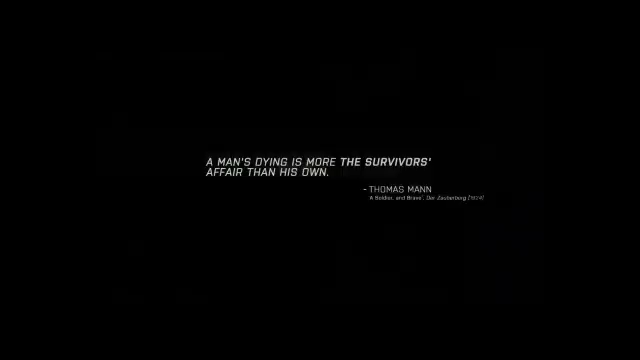 A MAN'S DYING IS MORE THE SURVIVORS'
AFFAIR THAN HIS OWN.
- THOMAS MANN
'A Soldier, and Brave', Der Zauberberg [1924]